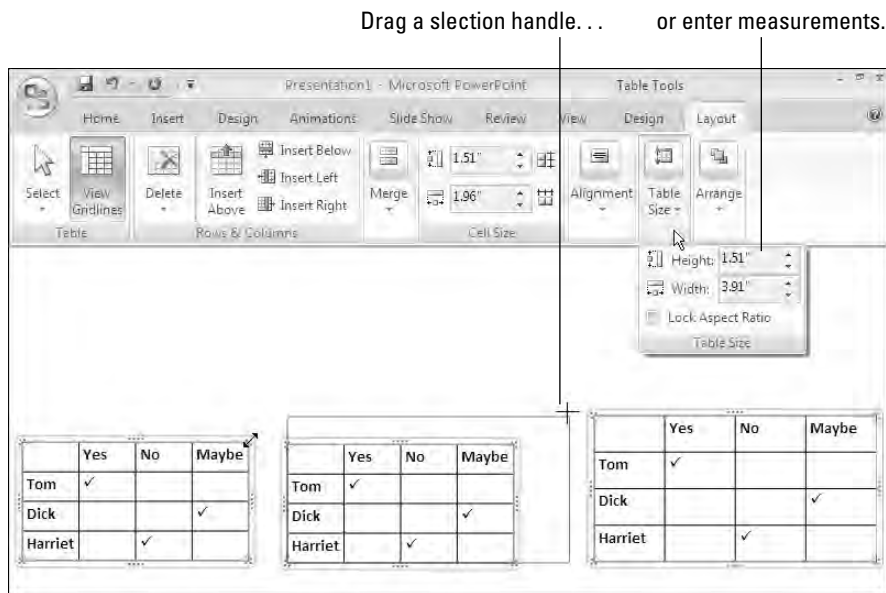 Drag a slection handle. . . or enter measurements.
Presentation1 - Microsoft PowerPoint Table Tools
Home Insert Design Animations Slide Show Review View Design Layout
Select
View Gridlines
Delete
Insert Above
Insert Below
Insert Left
Insert Right
Merge
1.51"
1.96"
Alignment
Table Size
Arrange
Table Rows & Columns Cell Size
Height: 1.51"
Width: 3.91"
Lock Aspect Ratio
Table Size
Yes No Maybe
Tom ✓
Dick ✓
Harriet ✓
Yes No Maybe
Tom ✓
Dick ✓
Harriet ✓
Yes No Maybe
Tom ✓
Dick ✓
Harriet ✓